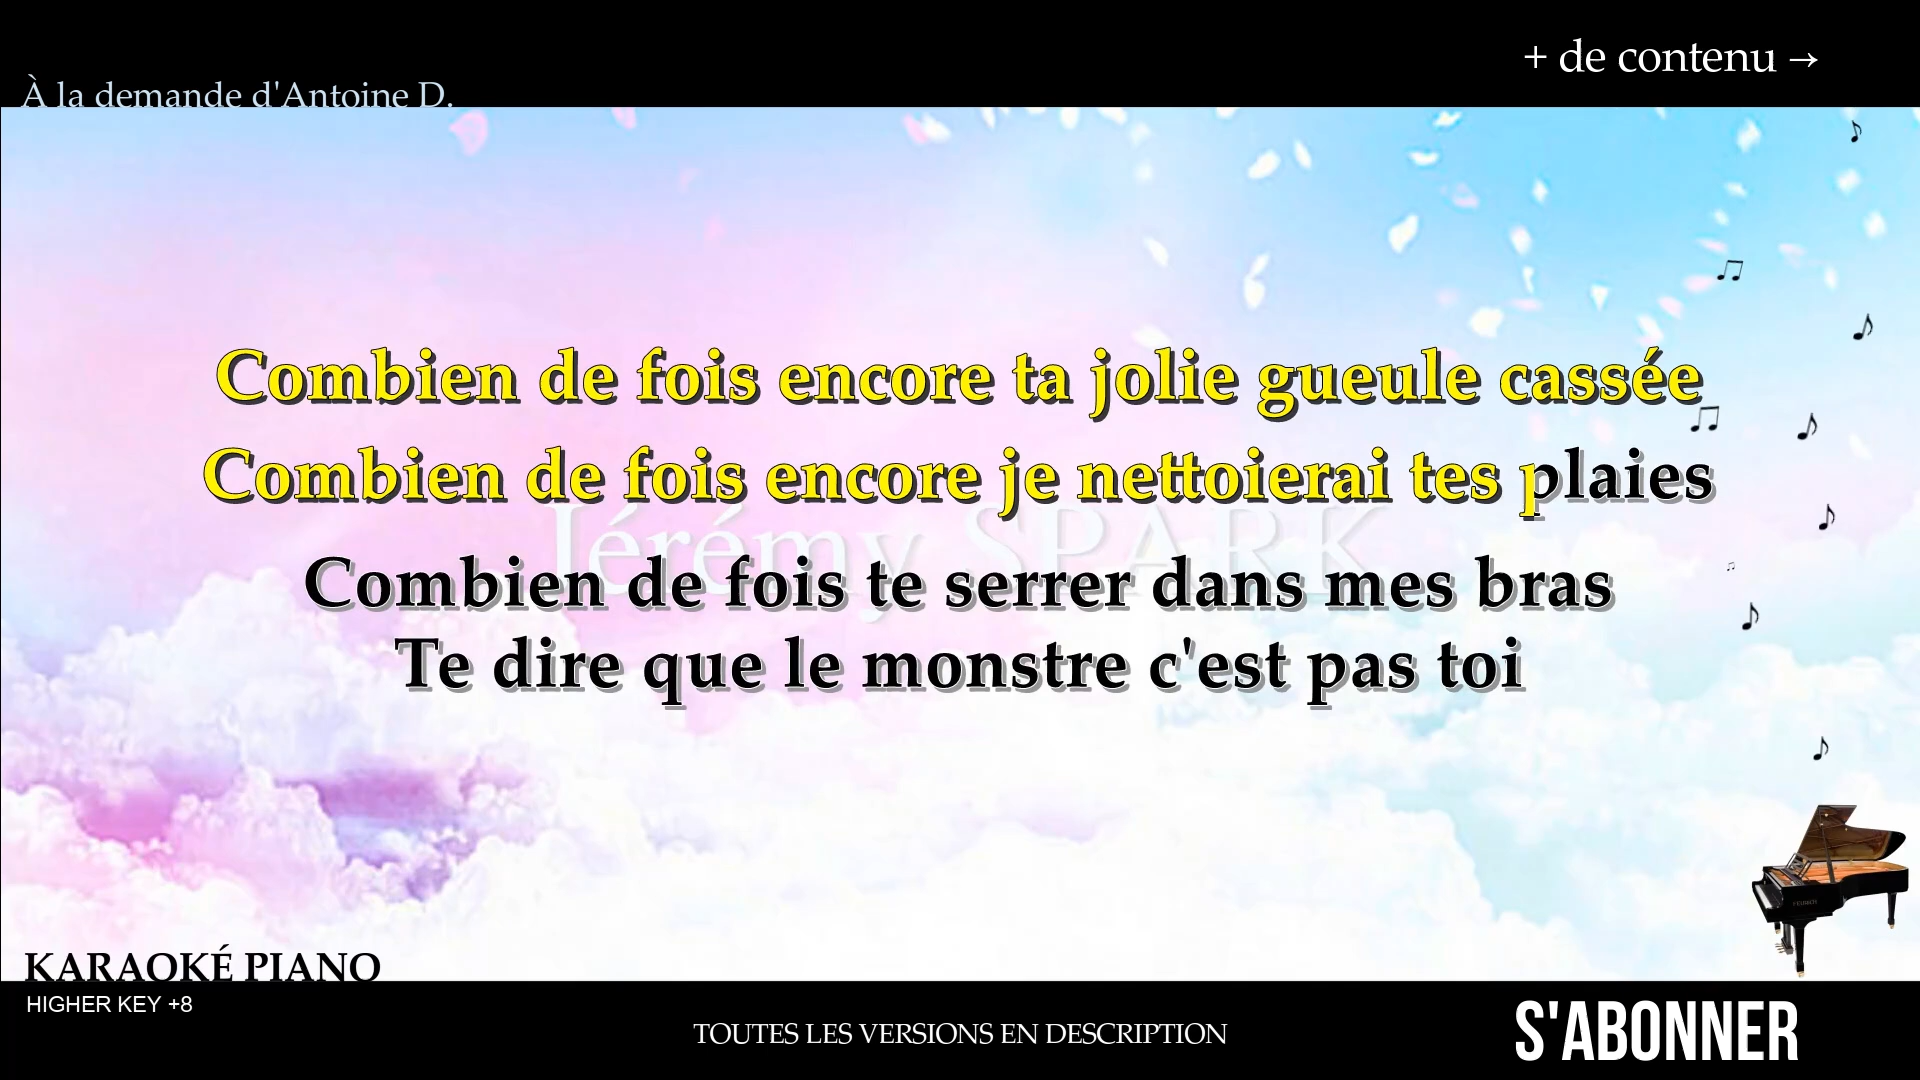 + de contenu →
À la demande d'Antoine D.
Combien de fois encore ta jolie gueule cassée
Combien de fois encore je nettoierai tes plaies
Jérémy SPARK
Combien de fois te serrer dans mes bras
Te dire que le monstre c'est pas toi
KARAOKÉ PIANO
HIGHER KEY +8
TOUTES LES VERSIONS EN DESCRIPTION
S'ABONNER